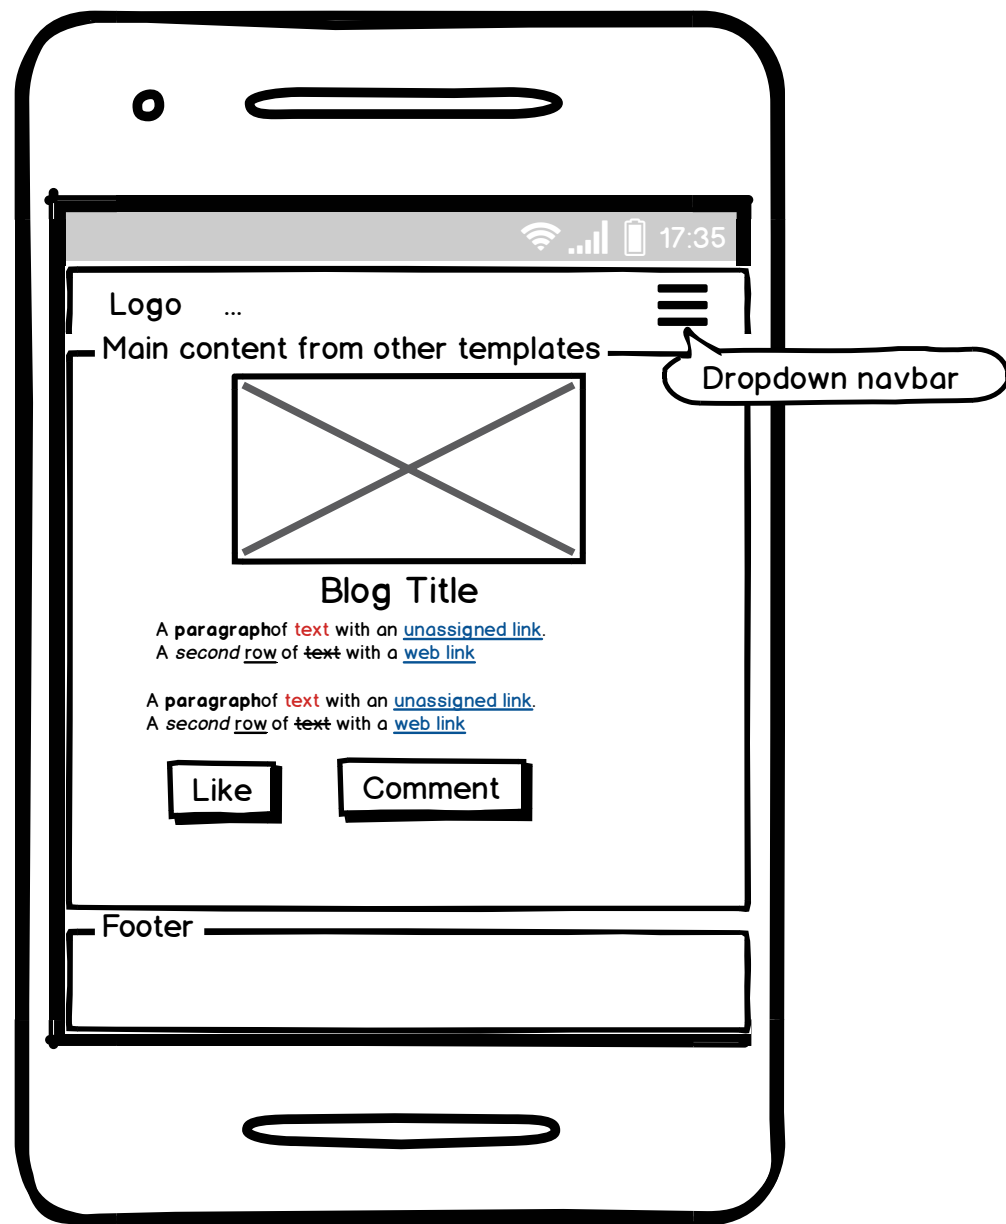 17:35
Logo ...
Main content from other templates
Dropdown navbar
Blog Title
A paragraphof text with an unassigned link.
A second row of text with a web link
A paragraphof text with an unassigned link.
A second row of text with a web link
Like Comment
Footer